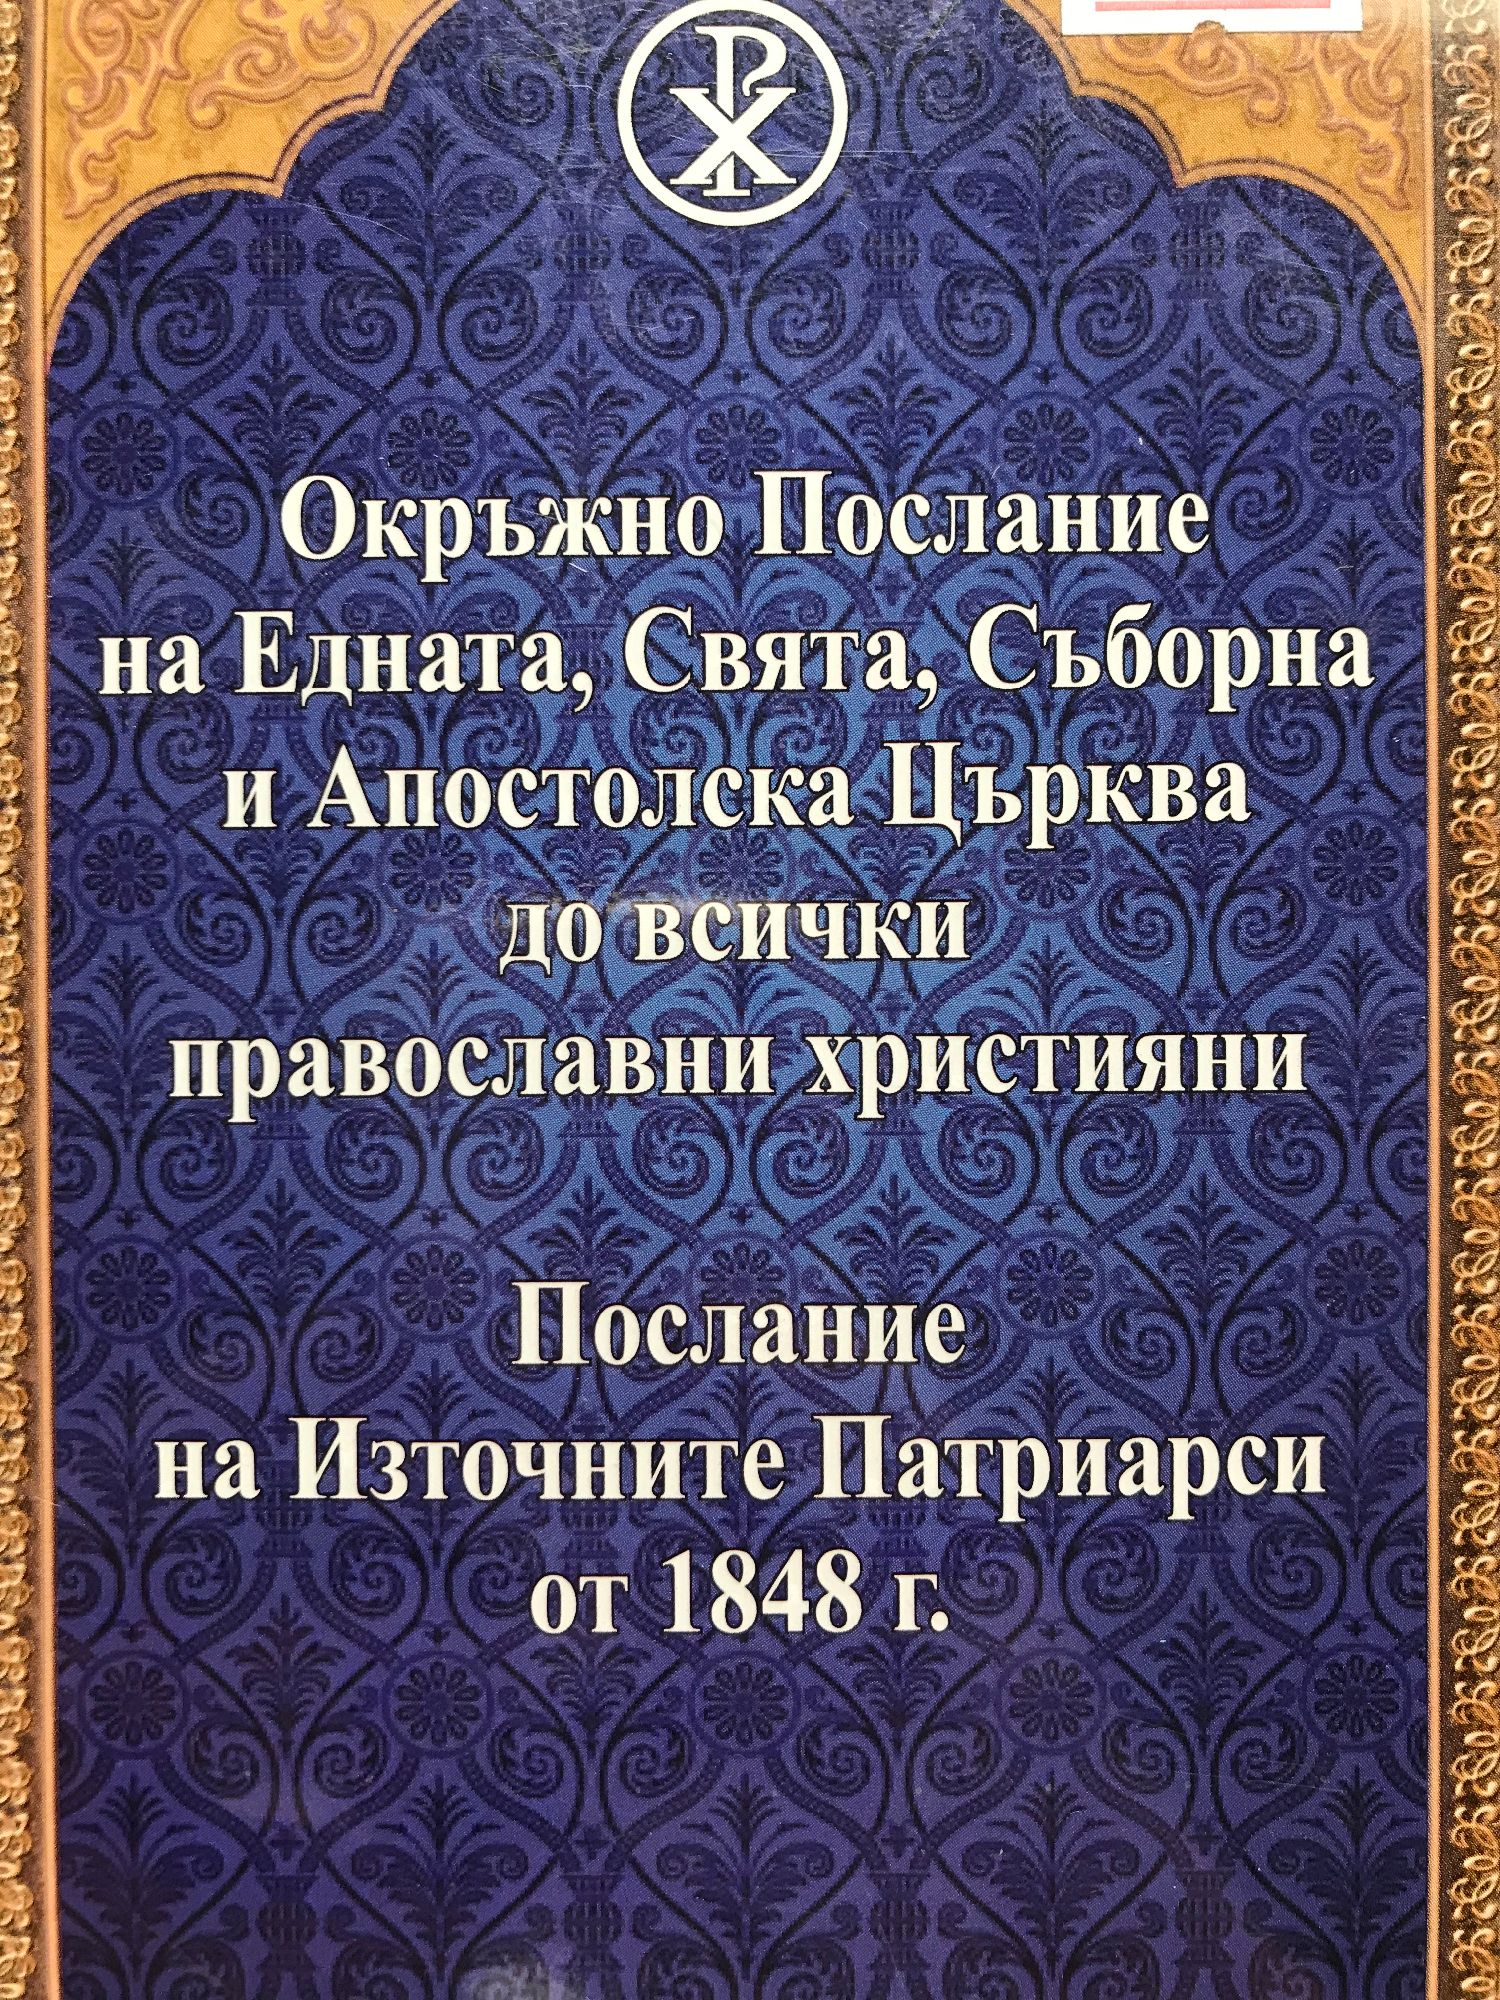 Окръжно Послание
на Едната, Свята, Съборна
и Апостолска Църква
до всички
православни християни
Послание
на Източните Патриарси
от 1848 г.